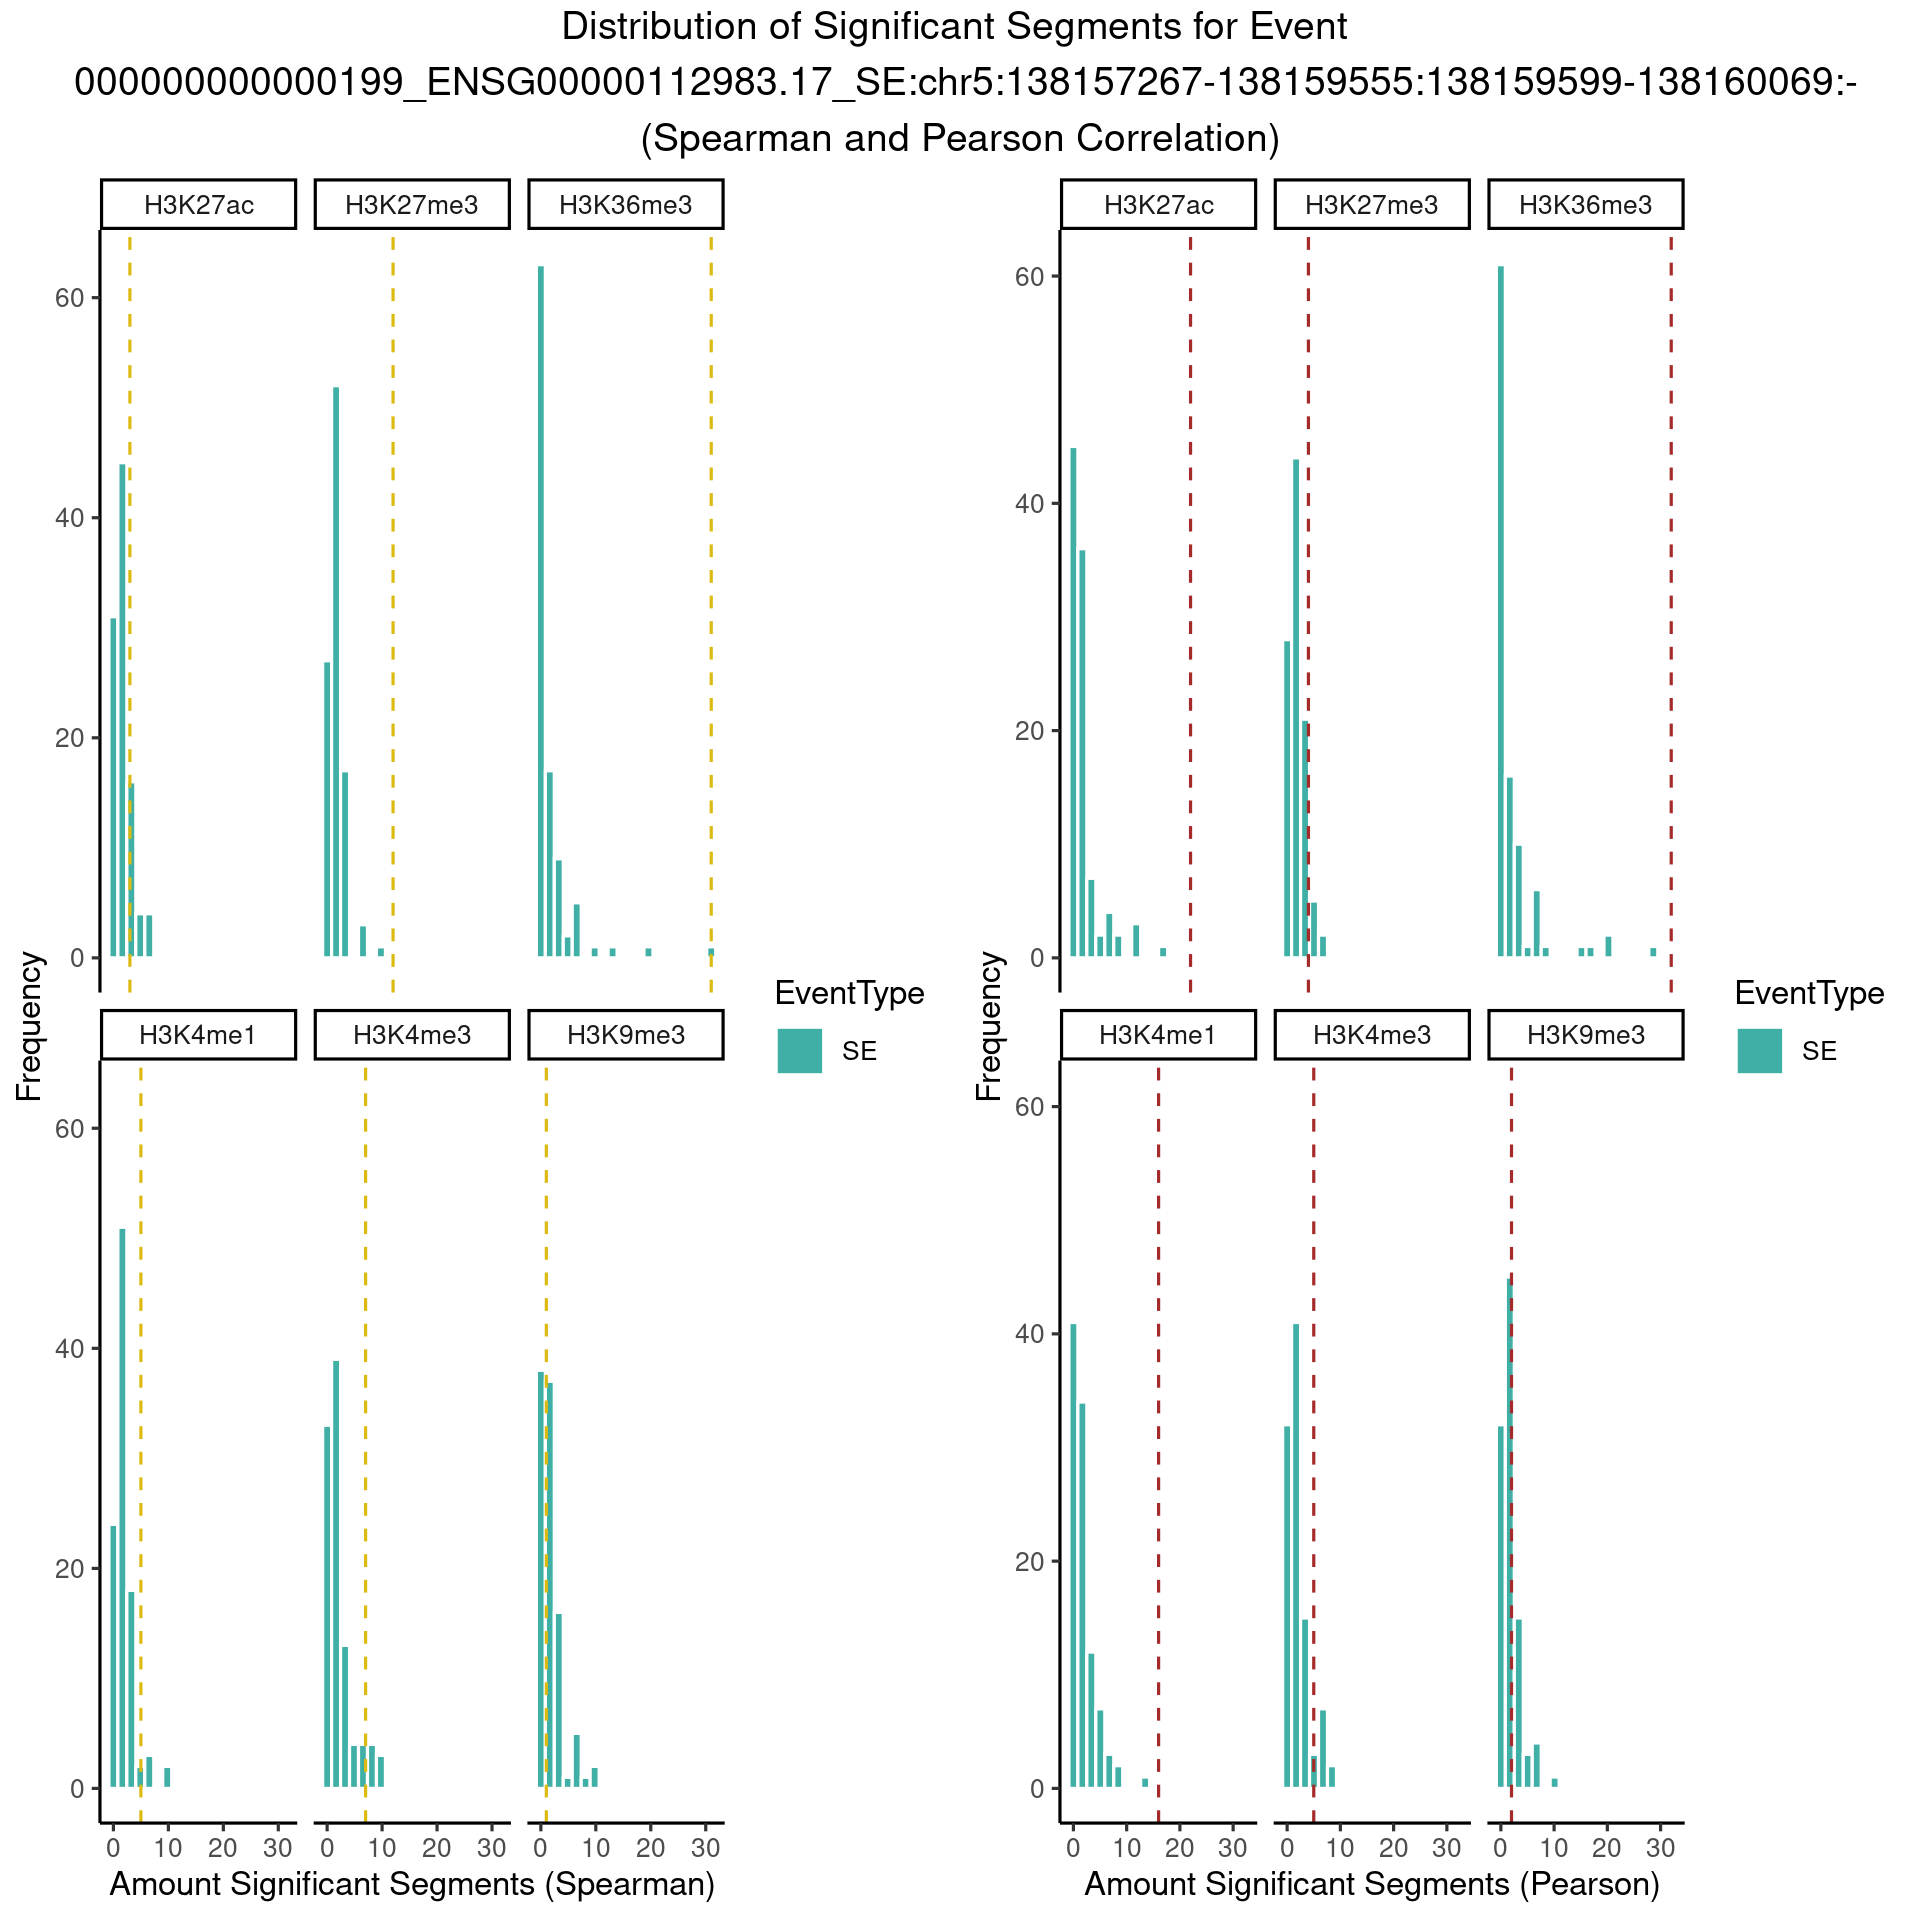 Distribution of Significant Segments for Event
000000000000199_ENSG00000112983.17_SE:chr5:138157267-138159555:138159599-138160069:-
(Spearman and Pearson Correlation)
H3K27ac H3K27me3 H3K36me3
60
40
20
0
H3K4me1 H3K4me3 H3K9me3
60
40
20
0
0 10 20 30 0 10 20 30 0 10 20 30
Frequency
Amount Significant Segments (Spearman)
EventType
SE
H3K27ac H3K27me3 H3K36me3
60
40
20
0
H3K4me1 H3K4me3 H3K9me3
60
40
20
0
0 10 20 30 0 10 20 30 0 10 20 30
Frequency
Amount Significant Segments (Pearson)
EventType
SE